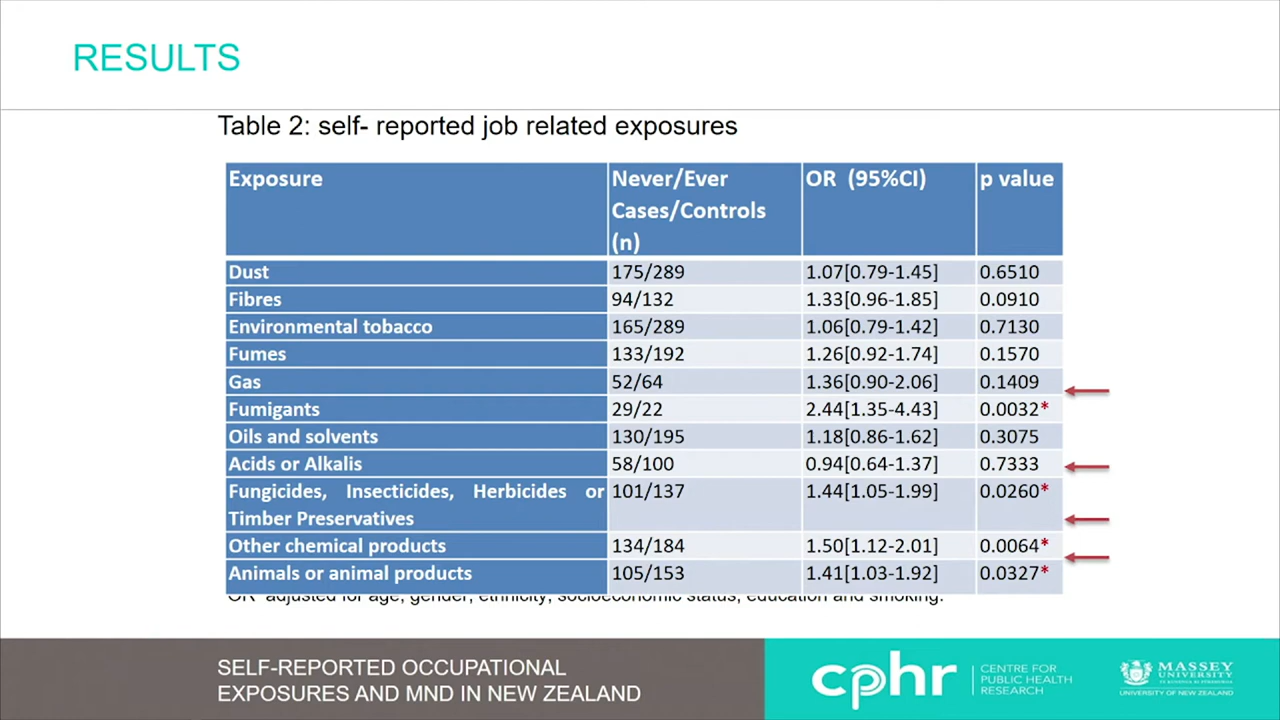 RESULTS
Table 2: self- reported job related exposures
Exposure Never/Ever Cases/Controls (n) OR (95%CI) p value
Dust 175/289 1.07[0.79-1.45] 0.6510
Fibres 94/132 1.33[0.96-1.85] 0.0910
Environmental tobacco 165/289 1.06[0.79-1.42] 0.7130
Fumes 133/192 1.26[0.92-1.74] 0.1570
Gas 52/64 1.36[0.90-2.06] 0.1409
Fumigants 29/22 2.44[1.35-4.43] 0.0032*
Oils and solvents 130/195 1.18[0.86-1.62] 0.3075
Acids or Alkalis 58/100 0.94[0.64-1.37] 0.7333
Fungicides, Insecticides, Herbicides or 101/137 1.44[1.05-1.99] 0.0260*
Timber Preservatives
Other chemical products 134/184 1.50[1.12-2.01] 0.0064*
Animals or animal products 105/153 1.41[1.03-1.92] 0.0327*
OR adjusted for age, gender, ethnicity, socioeconomic status, education and smoking.
SELF-REPORTED OCCUPATIONAL
EXPOSURES AND MND IN NEW ZEALAND
cphr
CENTRE FOR
PUBLIC HEALTH
RESEARCH
MASSEY
UNIVERSITY
UNIVERSITY OF NEW ZEALAND